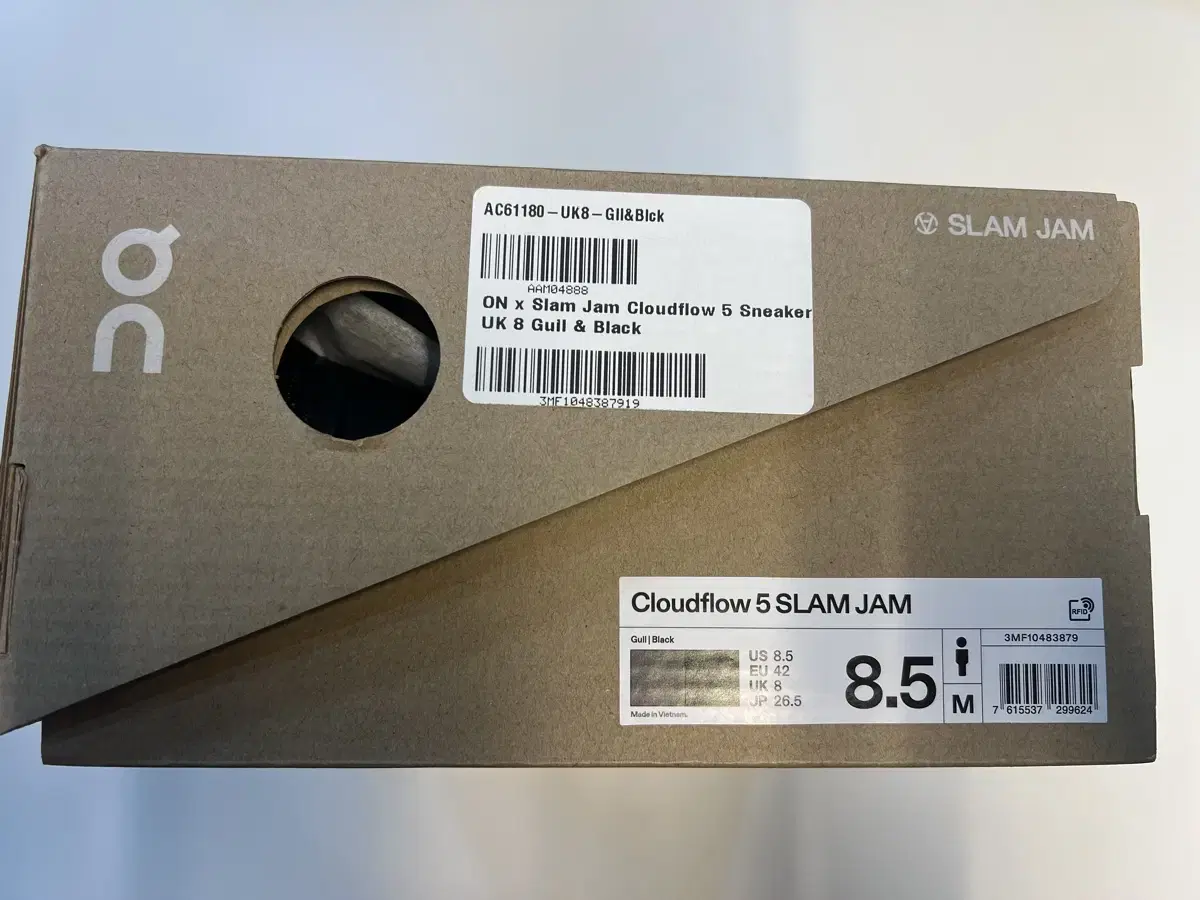 On
SLAM JAM
AC61180-UK8-Gll&Blck
AAM04888
ON x Slam Jam Cloudflow 5 Sneaker
UK 8 Guil & Black
3MF1048387919
Cloudflow 5 SLAM JAM
RFID
Gull | Black
US 8.5
EU 42
UK 8
JP 26.5
8.5
M
3MF10483879
7 615537 299624
Made in Vietnam.